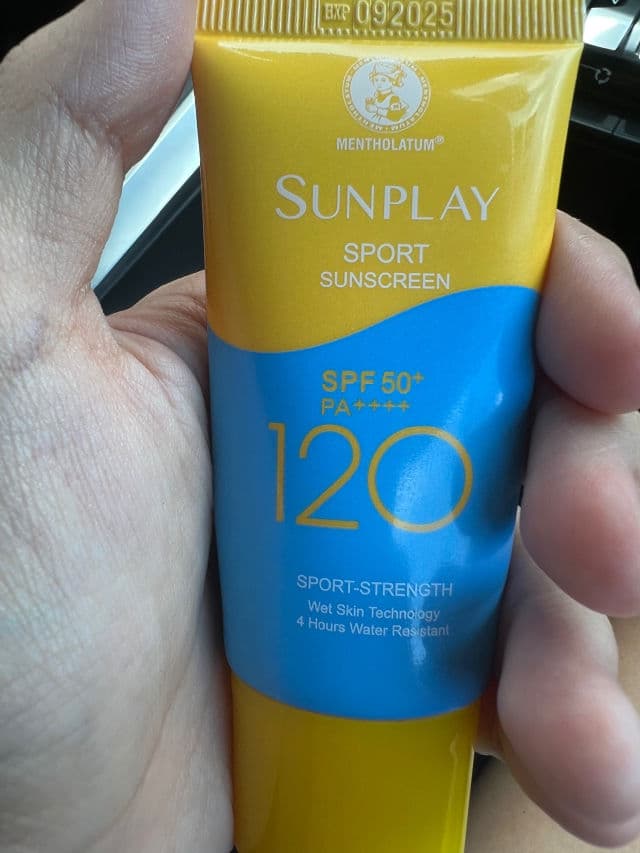 EXP 092025
MENTHOLATUM®
SUNPLAY
SPORT
SUNSCREEN
SPF 50+
PA++++
120
SPORT-STRENGTH
Wet Skin Technology
4 Hours Water Resistant